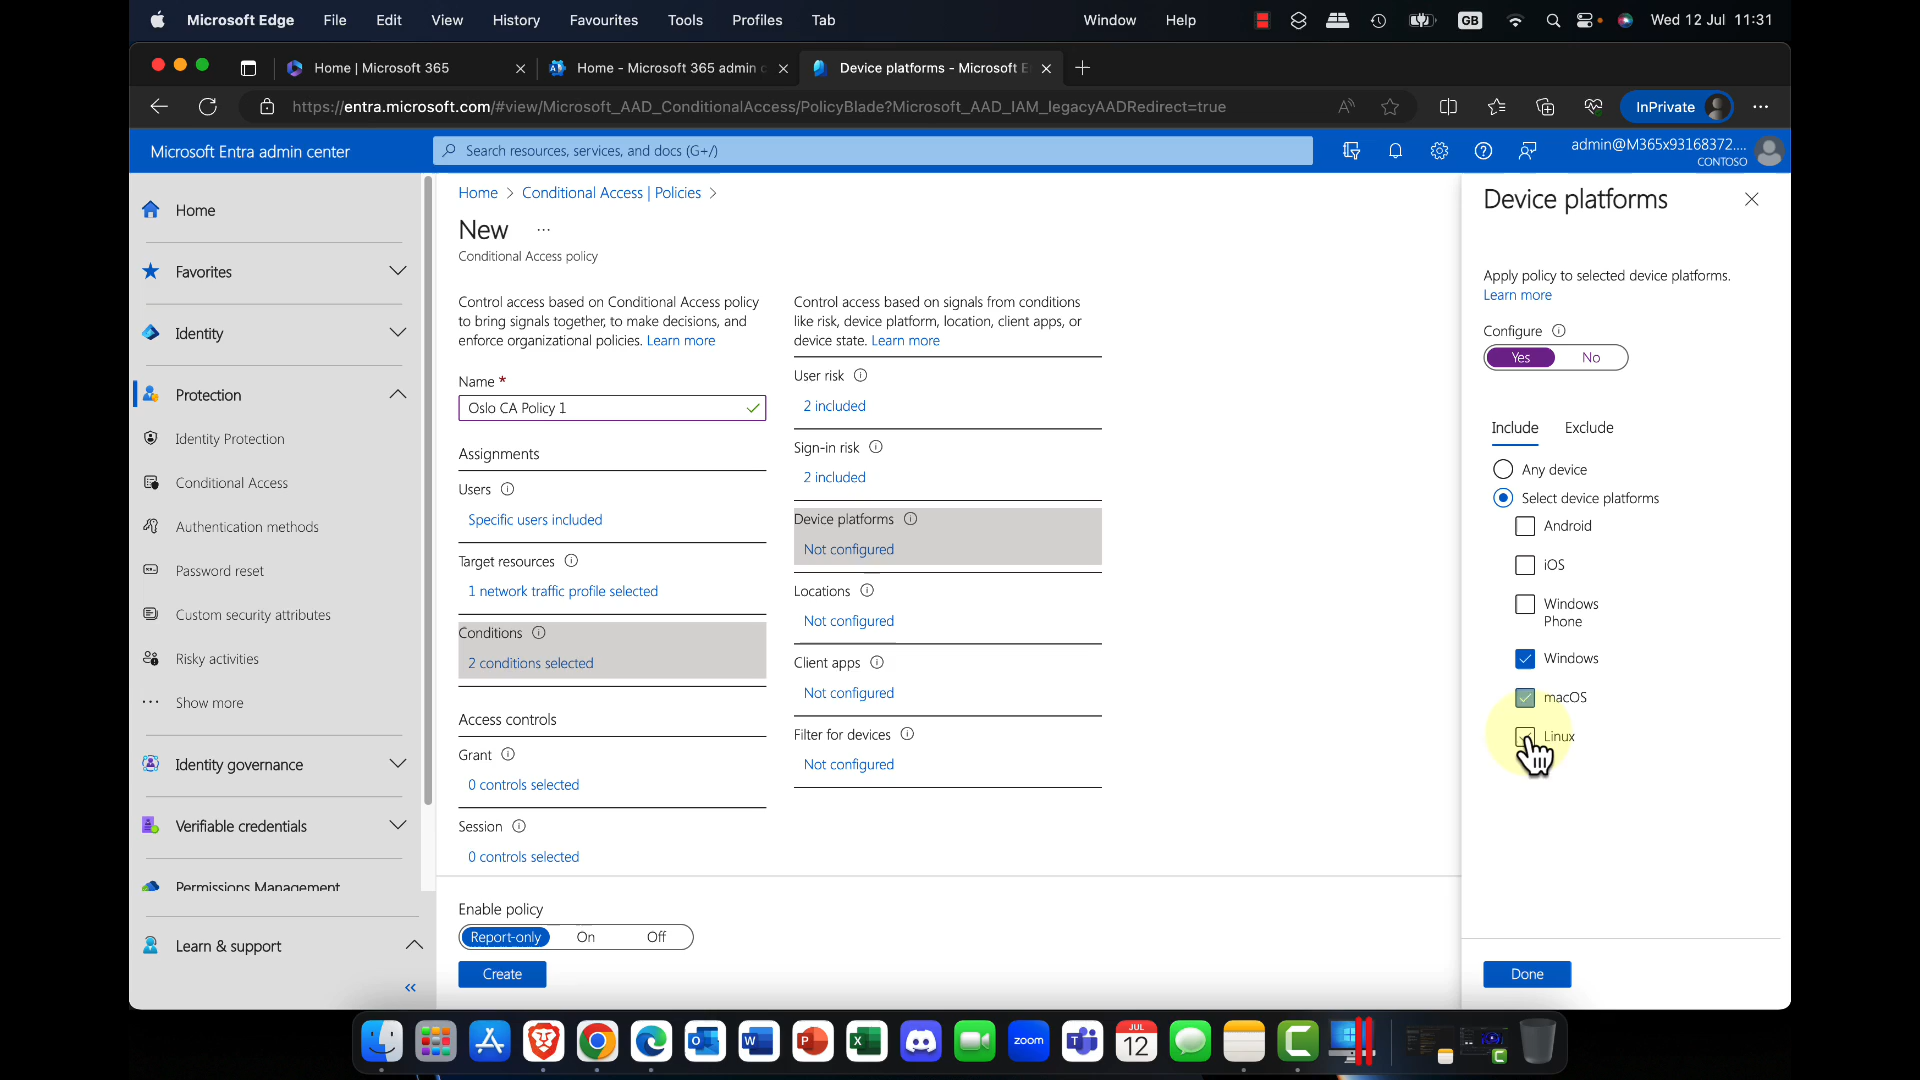 Microsoft Edge File Edit View History Favourites Tools Profiles Tab Window Help GB Wed 12 Jul 11:31
Home | Microsoft 365
Home - Microsoft 365 admin c
Device platforms - Microsoft E
https://entra.microsoft.com/#view/Microsoft_AAD_ConditionalAccess/PolicyBlade?Microsoft_AAD_IAM_legacyAADRedirect=true
InPrivate
Microsoft Entra admin center
Search resources, services, and docs (G+/)
admin@M365x93168372....
CONTOSO
Home
Favorites
Identity
Protection
Identity Protection
Conditional Access
Authentication methods
Password reset
Custom security attributes
Risky activities
Show more
Identity governance
Verifiable credentials
Permissions Management
Learn & support
Home > Conditional Access | Policies >
New ...
Conditional Access policy
Control access based on Conditional Access policy
to bring signals together, to make decisions, and
enforce organizational policies. Learn more
Name *
Oslo CA Policy 1
Assignments
Users
Specific users included
Target resources
1 network traffic profile selected
Conditions
2 conditions selected
Access controls
Grant
0 controls selected
Session
0 controls selected
Control access based on signals from conditions
like risk, device platform, location, client apps, or
device state. Learn more
User risk
2 included
Sign-in risk
2 included
Device platforms
Not configured
Locations
Not configured
Client apps
Not configured
Filter for devices
Not configured
Enable policy
Report-only On Off
Create
Device platforms
Apply policy to selected device platforms.
Learn more
Configure
Yes No
Include Exclude
Any device
Select device platforms
Android
iOS
Windows
Phone
Windows
macOS
Linux
Done
zoom
JUL
12